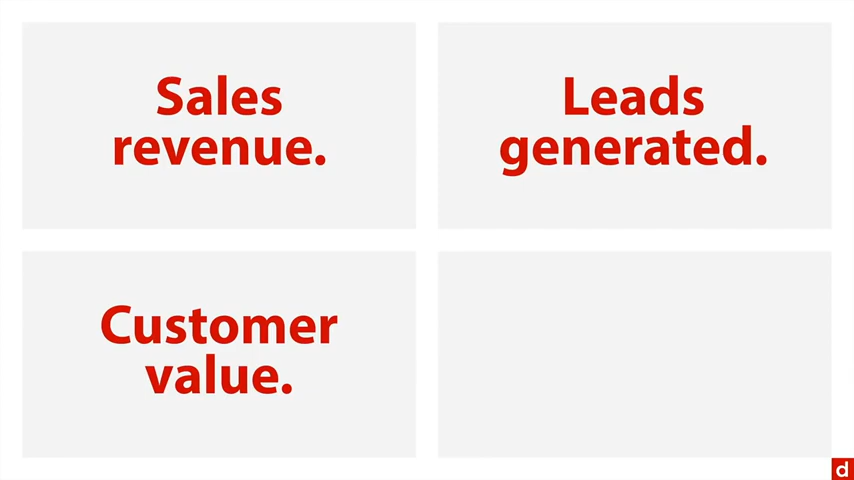 Sales
revenue.
Leads
generated.
Customer
value.
d